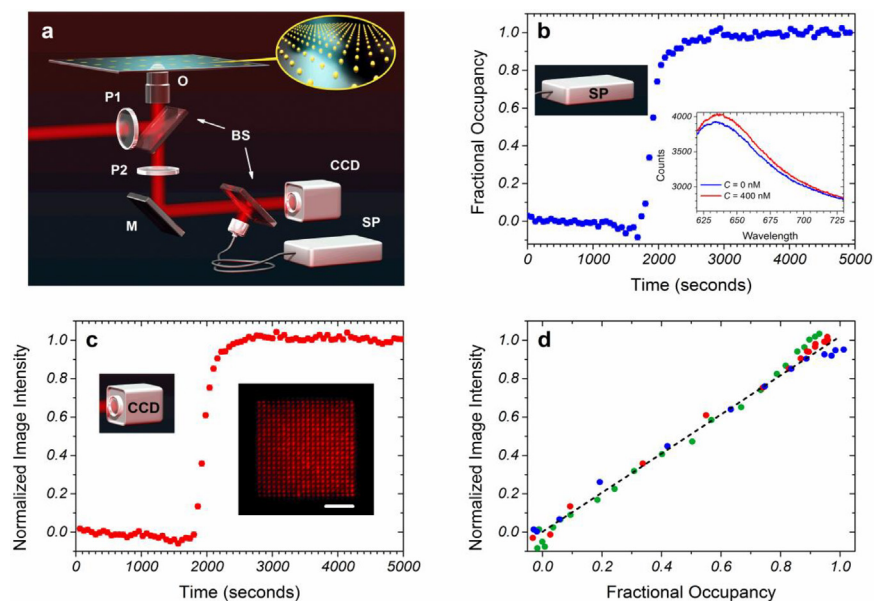 a
O
P1
BS
P2
CCD
M
SP
b
Fractional Occupancy
1.0
0.8
0.6
0.4
0.2
0.0
SP
Counts
4000
3500
3000
C = 0 nM
C = 400 nM
625 650 675 700 725
Wavelength
0 1000 2000 3000 4000 5000
Time (seconds)
c
Normalized Image Intensity
1.0
0.8
0.6
0.4
0.2
0.0
CCD
0 1000 2000 3000 4000 5000
Time (seconds)
d
Normalized Image Intensity
1.0
0.8
0.6
0.4
0.2
0.0
0.0 0.2 0.4 0.6 0.8 1.0
Fractional Occupancy